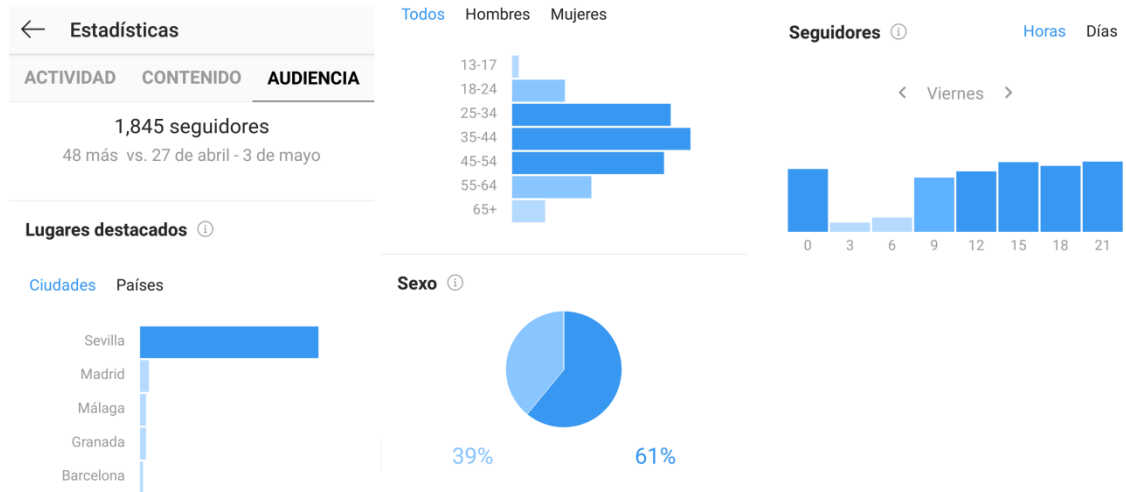 Estadísticas
ACTIVIDAD CONTENIDO AUDIENCIA
1,845 seguidores
48 más vs. 27 de abril - 3 de mayo
Lugares destacados
Ciudades Países
Sevilla
Madrid
Málaga
Granada
Barcelona
Todos Hombres Mujeres
13-17
18-24
25-34
35-44
45-54
55-64
65+
Sexo
39% 61%
Seguidores Horas Días
< Viernes >
0 3 6 9 12 15 18 21